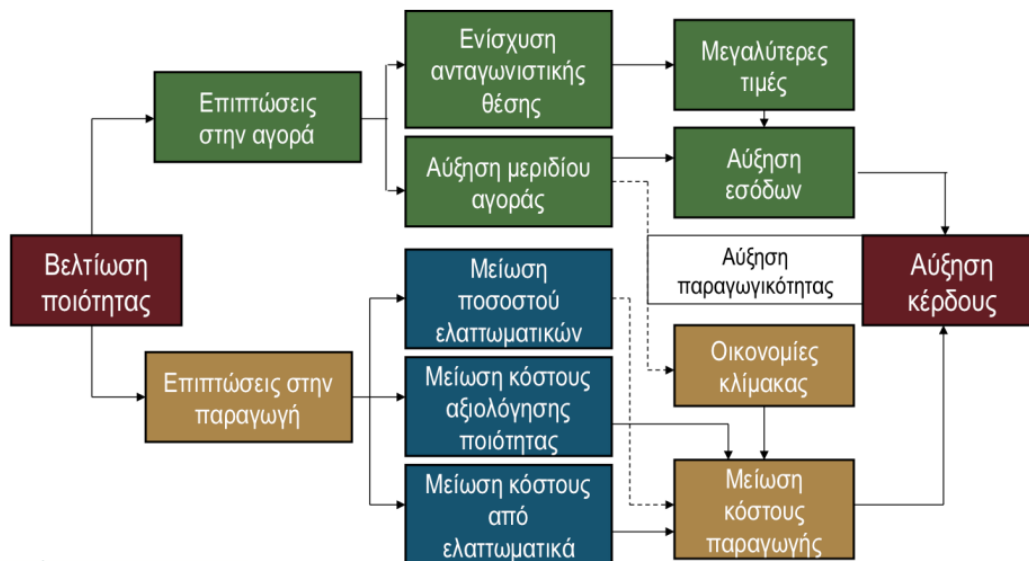 Ενίσχυση
ανταγωνιστικής
θέσης
Μεγαλύτερες
τιμές
Επιπτώσεις
στην αγορά
Αύξηση μεριδίου
αγοράς
Αύξηση
εσόδων
Βελτίωση
ποιότητας
Μείωση
ποσοστού
ελαττωματικών
Αύξηση
παραγωγικότητας
Αύξηση
κέρδους
Επιπτώσεις στην
παραγωγή
Μείωση κόστους
αξιολόγησης
ποιότητας
Οικονομίες
κλίμακας
Μείωση κόστους
από
ελαττωματικά
Μείωση
κόστους
παραγωγής